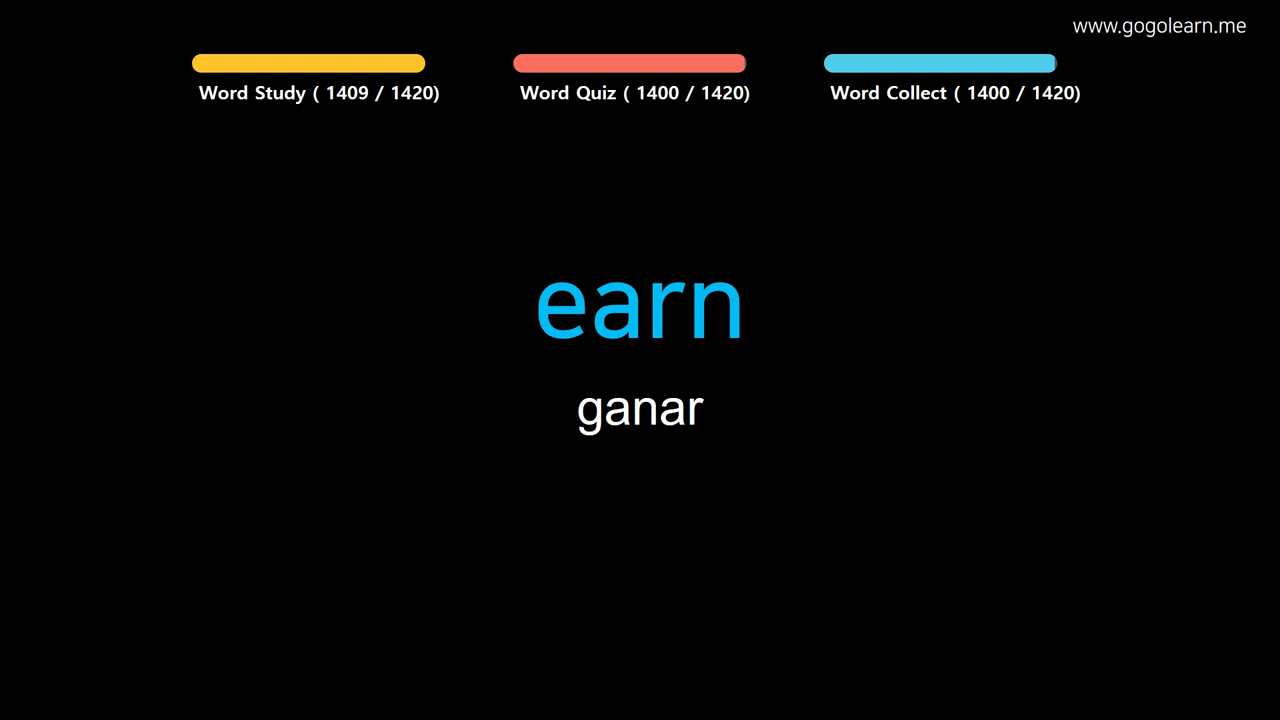 www.gogolearn.me
Word Study ( 1409 / 1420)
Word Quiz ( 1400 / 1420)
Word Collect ( 1400 / 1420)
earn
ganar